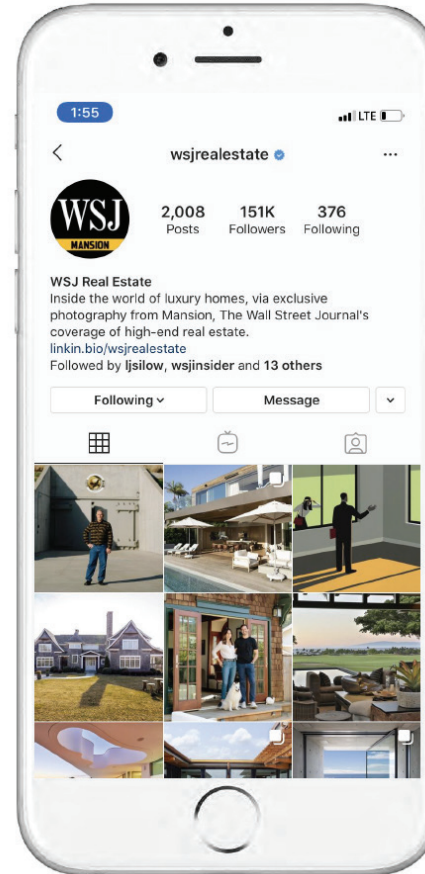 1:55
LTE
wsjrealestate
WSJ
MANSION
2,008
151K
376
Posts
Followers
Following
WSJ Real Estate
Inside the world of luxury homes, via exclusive
photography from Mansion, The Wall Street Journal's
coverage of high-end real estate.
linkin.bio/wsjrealestate
Followed by ljsilow, wsjinsider and 13 others
Following
Message